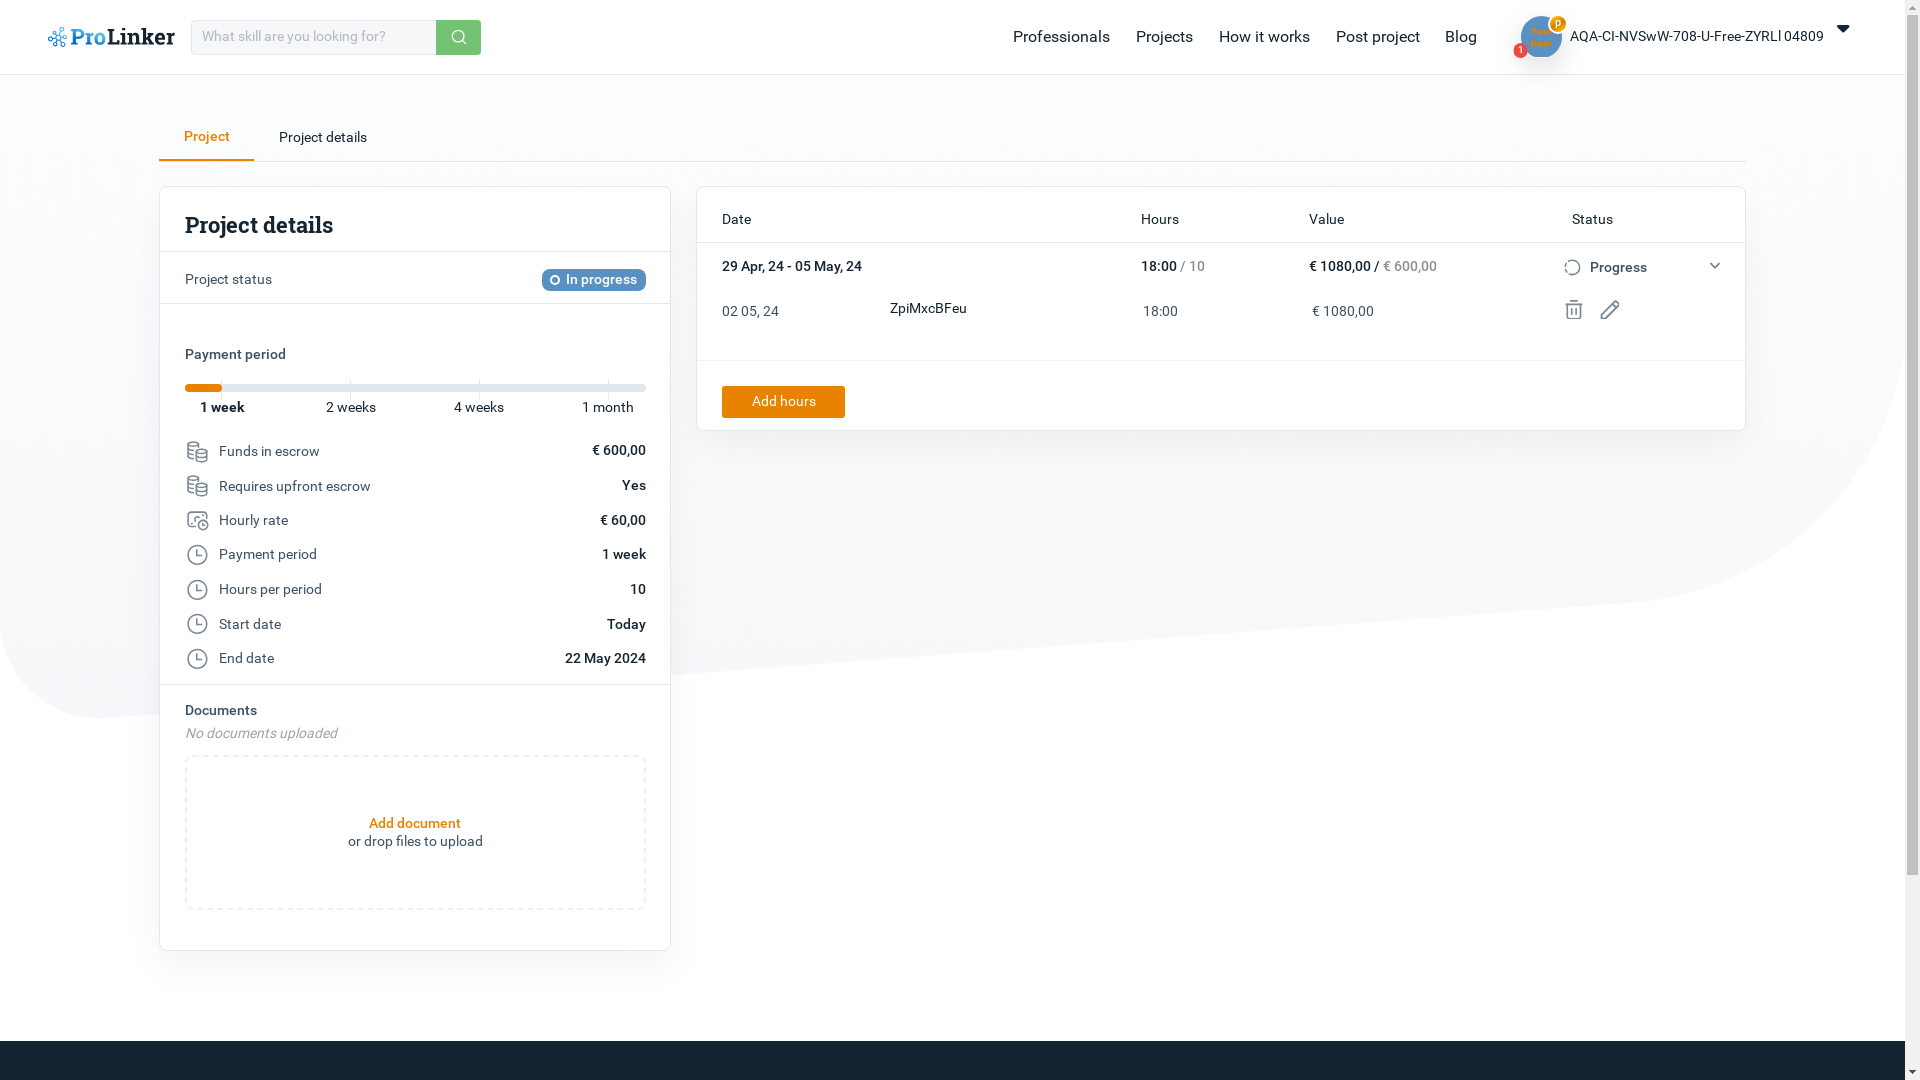 ProLinker
What skill are you looking for?
Professionals
Projects
How it works
Post project
Blog
P
1
AQA-CI-NVSwW-708-U-Free-ZYRLl 04809
Project
Project details
Project details
Project status
In progress
Payment period
1 week
2 weeks
4 weeks
1 month
Funds in escrow
€ 600,00
Requires upfront escrow
Yes
Hourly rate
€ 60,00
Payment period
1 week
Hours per period
10
Start date
Today
End date
22 May 2024
Documents
No documents uploaded
Add document
or drop files to upload
Date
Hours
Value
Status
29 Apr, 24 - 05 May, 24
18:00 / 10
€ 1080,00 / € 600,00
Progress
02 05, 24
ZpiMxcBFeu
18:00
€ 1080,00
Add hours